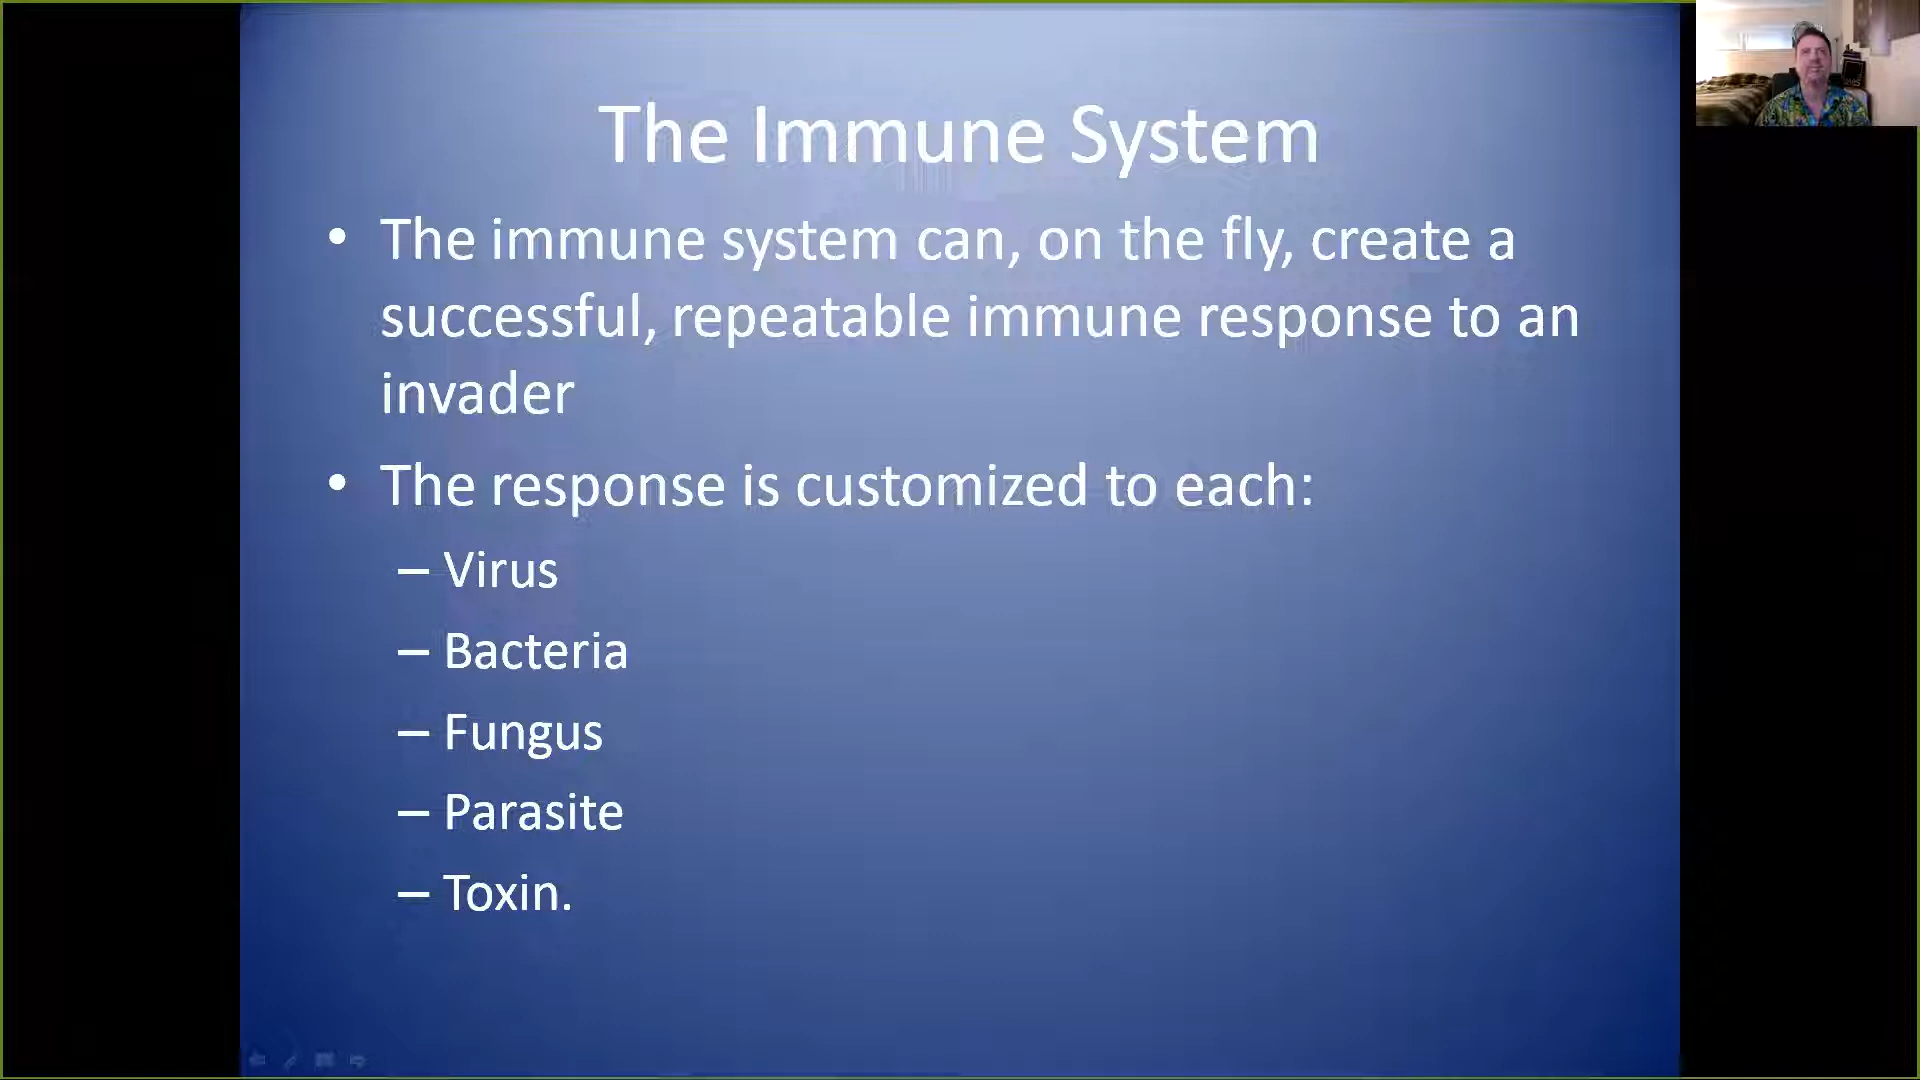 The Immune System
• The immune system can, on the fly, create a
successful, repeatable immune response to an
invader
• The response is customized to each:
– Virus
– Bacteria
– Fungus
– Parasite
– Toxin.